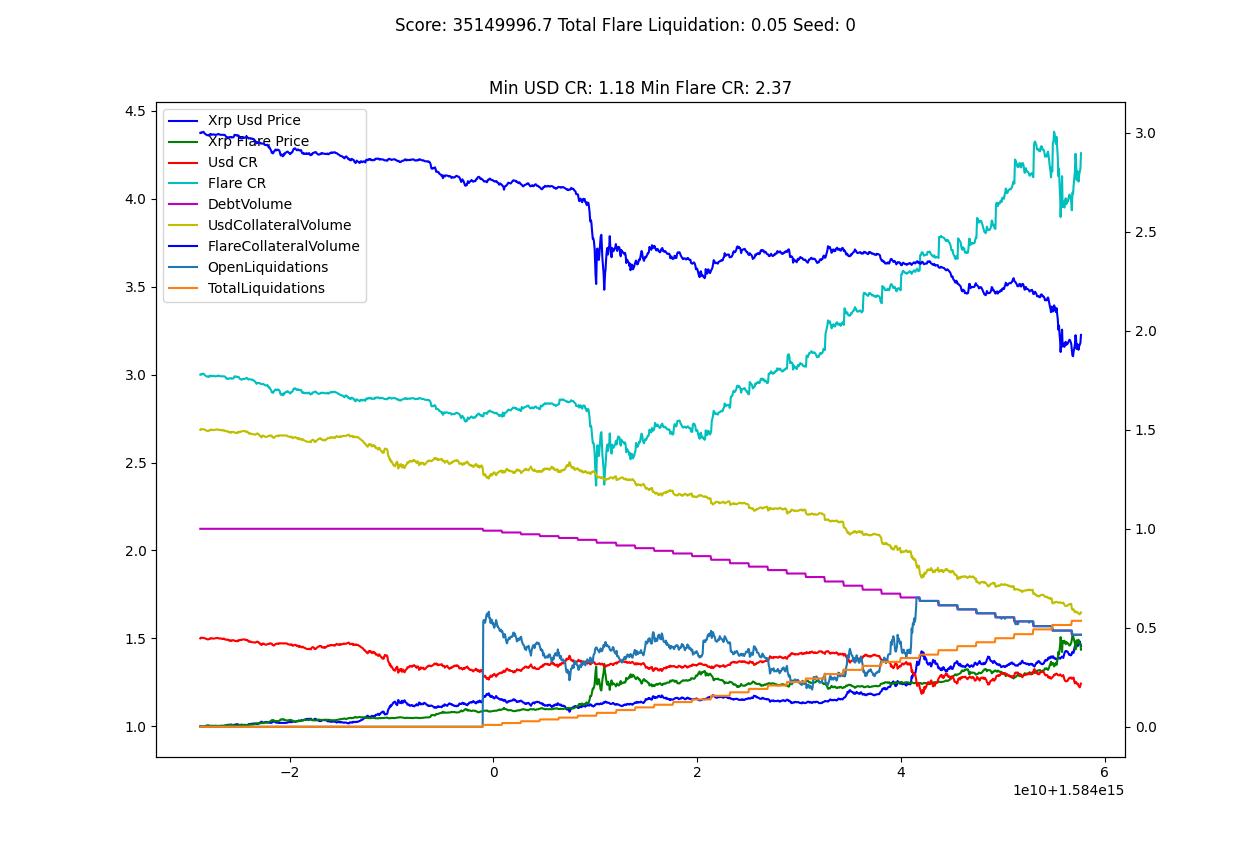 Score: 35149996.7 Total Flare Liquidation: 0.05 Seed: 0
Min USD CR: 1.18 Min Flare CR: 2.37
Xrp Usd Price
Xrp Flare Price
Usd CR
Flare CR
DebtVolume
UsdCollateralVolume
FlareCollateralVolume
OpenLiquidations
TotalLiquidations
4.5
4.0
3.5
3.0
2.5
2.0
1.5
1.0
3.0
2.5
2.0
1.5
1.0
0.5
0.0
−2 0 2 4 6
1e10+1.584e15